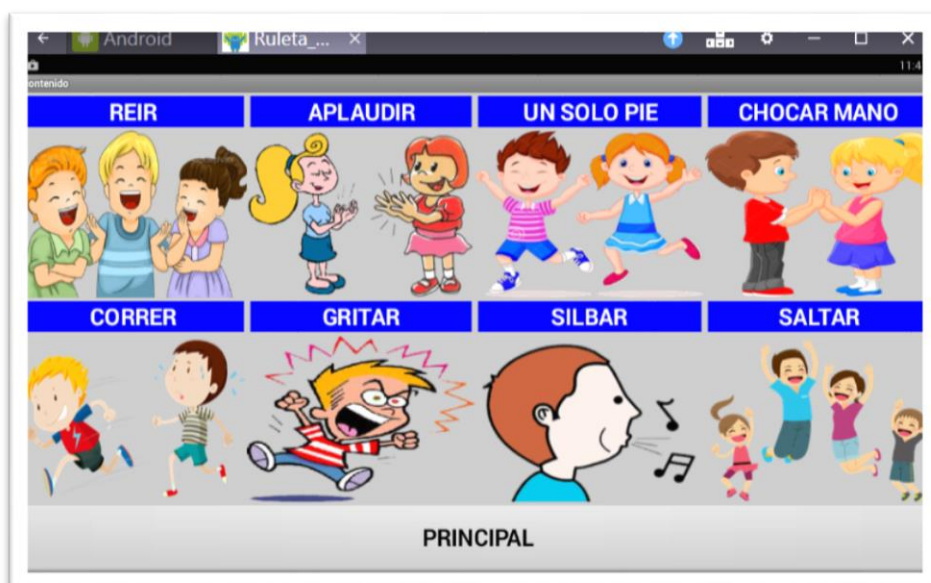 Android Ruleta_...
11:4
ontenido
REIR APLAUDIR UN SOLO PIE CHOCAR MANO
CORRER GRITAR SILBAR SALTAR
PRINCIPAL